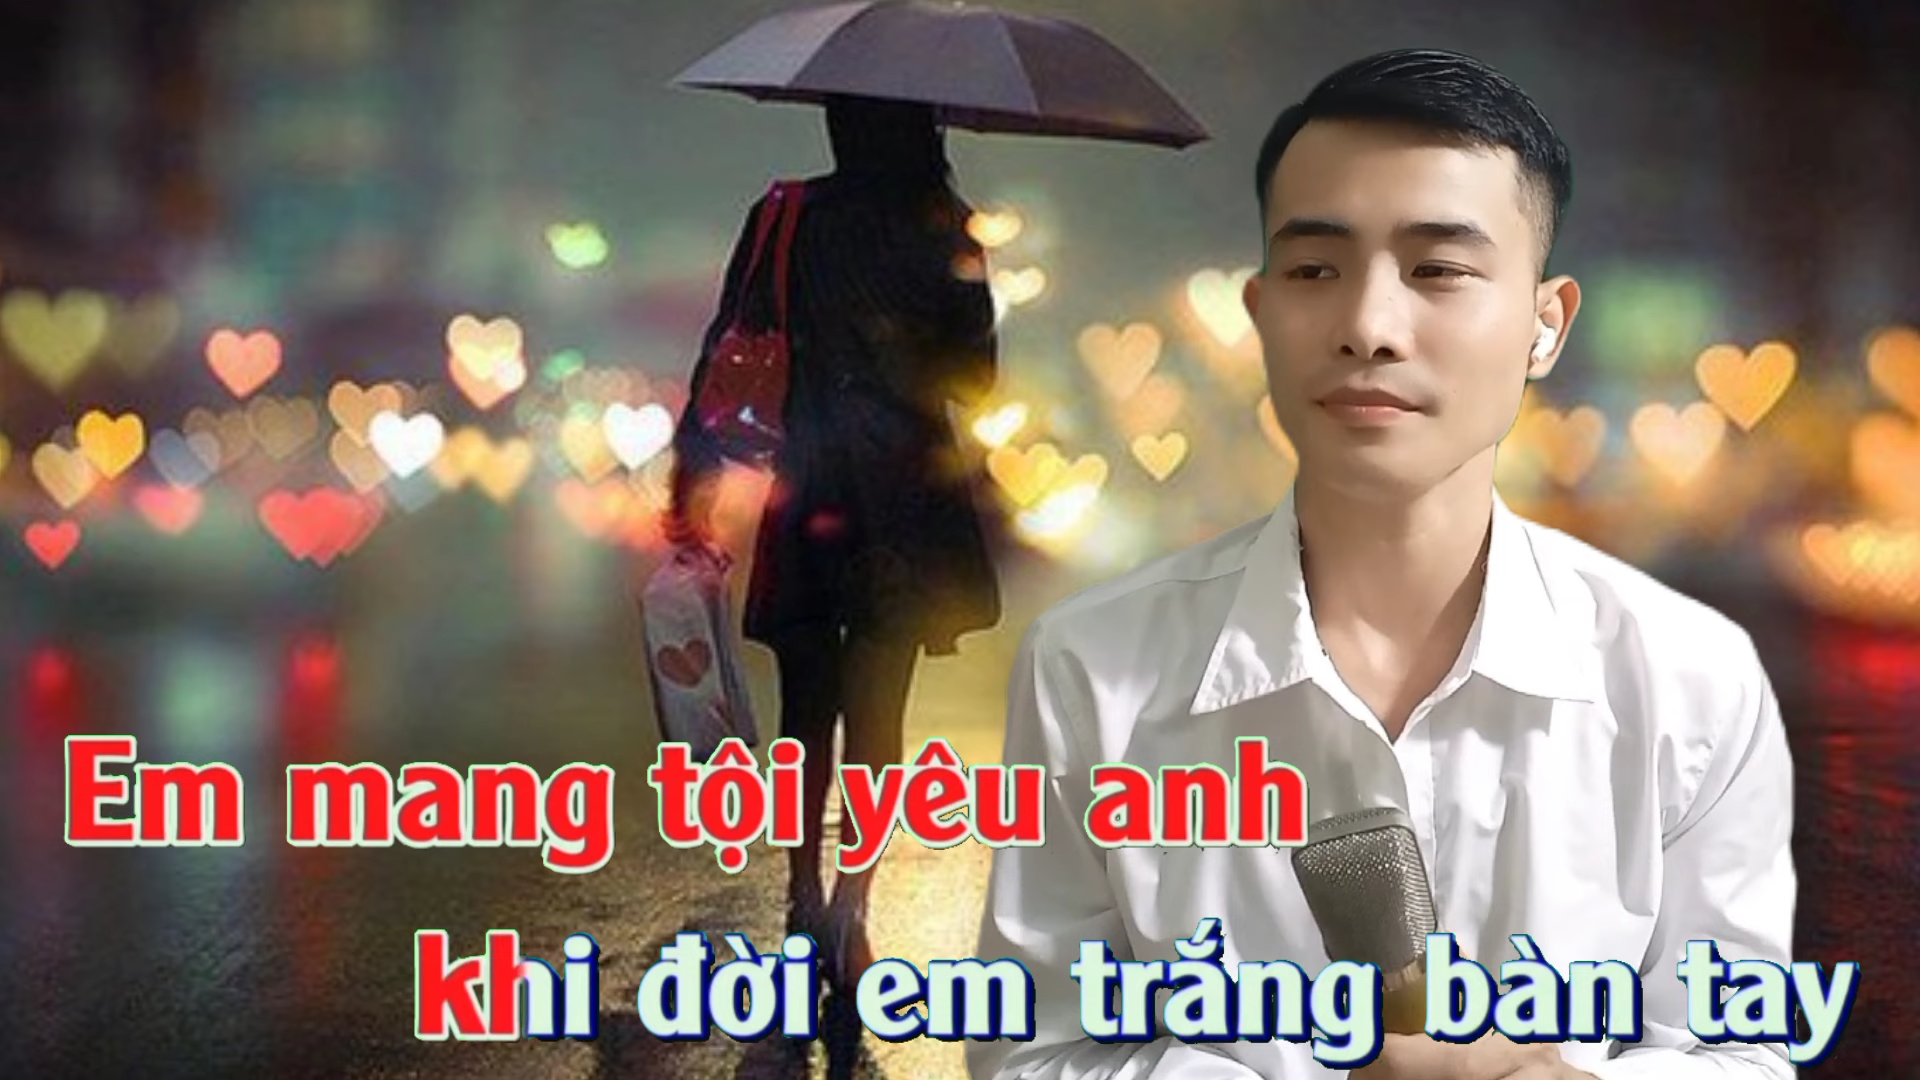 Em mang tội yêu anh
khi đời em trắng bàn tay